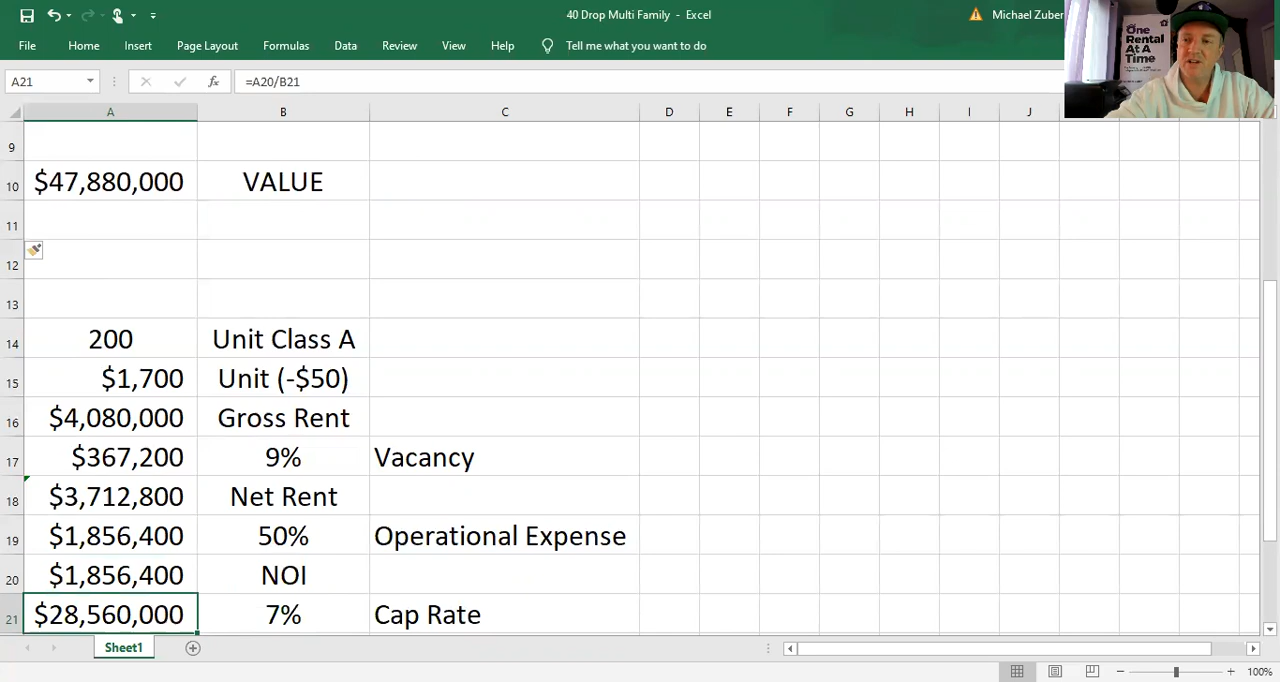 40 Drop Multi Family - Excel
Michael Zuber
File Home Insert Page Layout Formulas Data Review View Help Tell me what you want to do
A21 fx =A20/B21
A B C D E F G H I J
9
10 $47,880,000 VALUE
11
12
13
14 200 Unit Class A
15 $1,700 Unit (-$50)
16 $4,080,000 Gross Rent
17 $367,200 9% Vacancy
18 $3,712,800 Net Rent
19 $1,856,400 50% Operational Expense
20 $1,856,400 NOI
21 $28,560,000 7% Cap Rate
Sheet1
100%
One
Rental
At A
Time